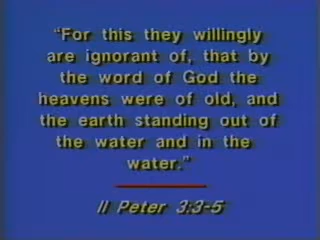 “For this they willingly
are ignorant of, that by
the word of God the
heavens were of old, and
the earth standing out of
the water and in the
water.”
II Peter 3:3-5